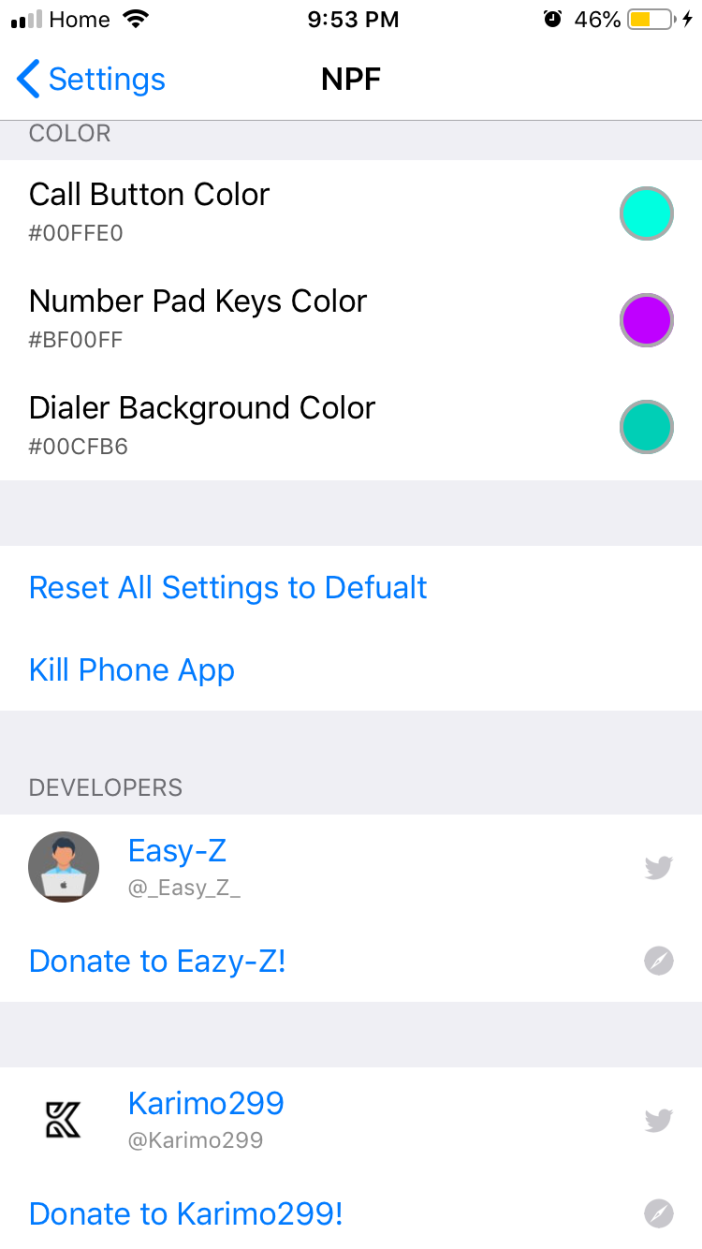 Home 9:53 PM 46%
Settings NPF
COLOR
Call Button Color
#00FFE0
Number Pad Keys Color
#BF00FF
Dialer Background Color
#00CFB6
Reset All Settings to Defualt
Kill Phone App
DEVELOPERS
Easy-Z
@_Easy_Z_
Donate to Eazy-Z!
Karimo299
@Karimo299
Donate to Karimo299!